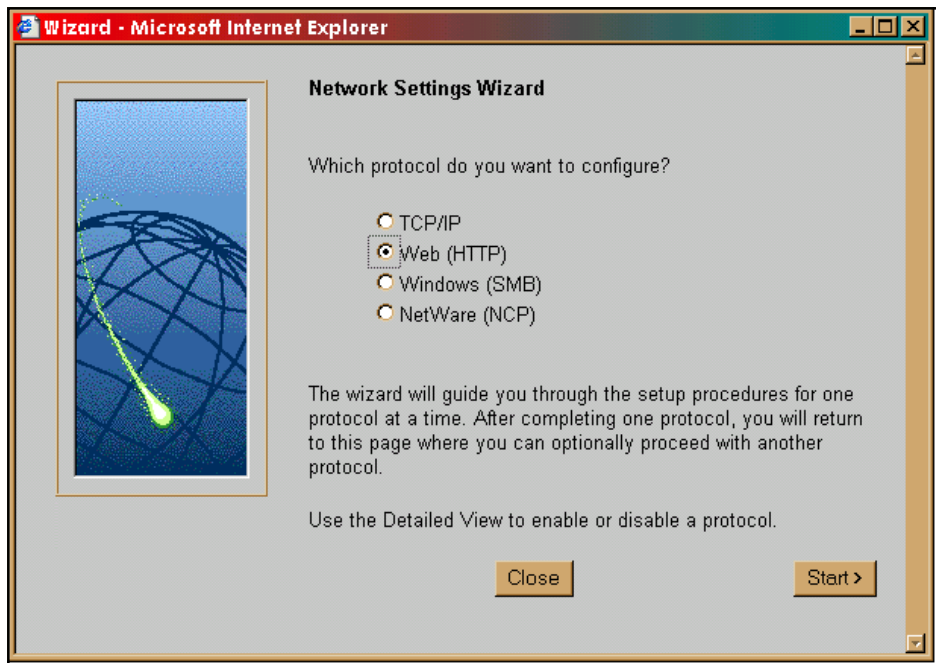 Wizard - Microsoft Internet Explorer
Network Settings Wizard
Which protocol do you want to configure?
TCP/IP
Web (HTTP)
Windows (SMB)
NetWare (NCP)
The wizard will guide you through the setup procedures for one
protocol at a time. After completing one protocol, you will return
to this page where you can optionally proceed with another
protocol.
Use the Detailed View to enable or disable a protocol.
Close
Start >